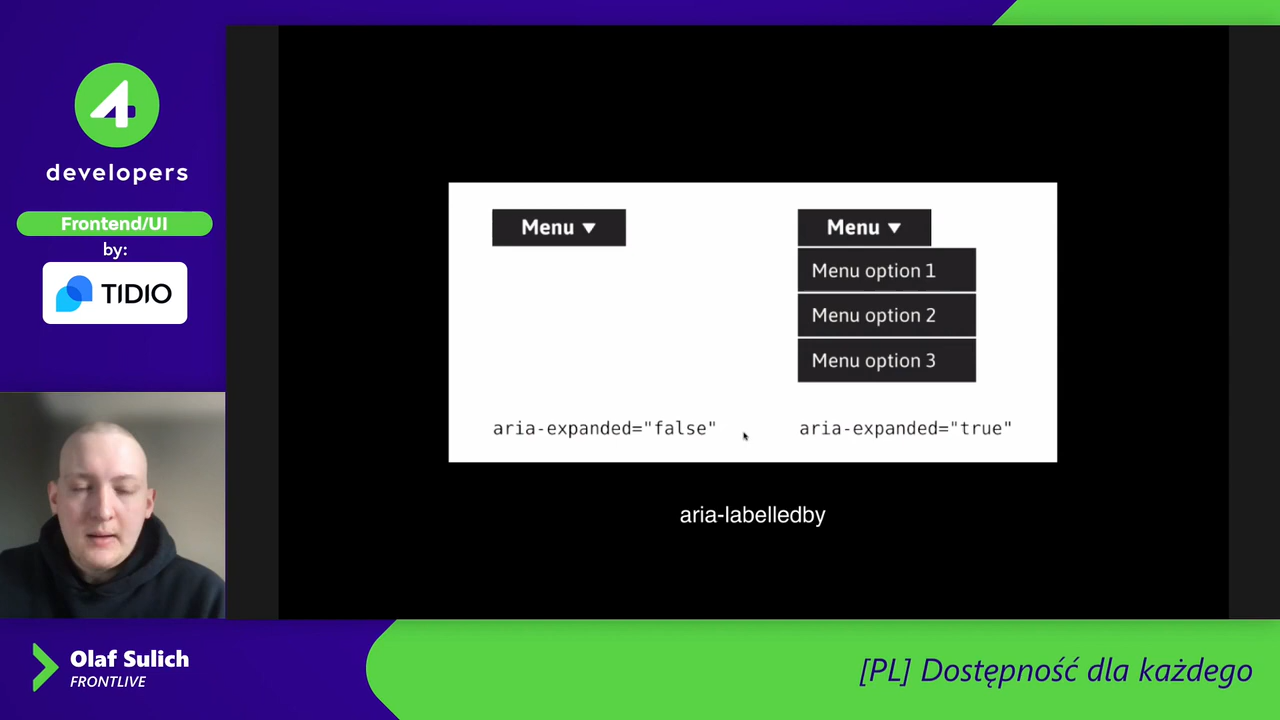 4
developers
Frontend/UI
by:
TIDIO
Menu
Menu
Menu option 1
Menu option 2
Menu option 3
aria-expanded="false"
aria-expanded="true"
aria-labelledby
Olaf Sulich
FRONTLIVE
[PL] Dostępność dla każdego